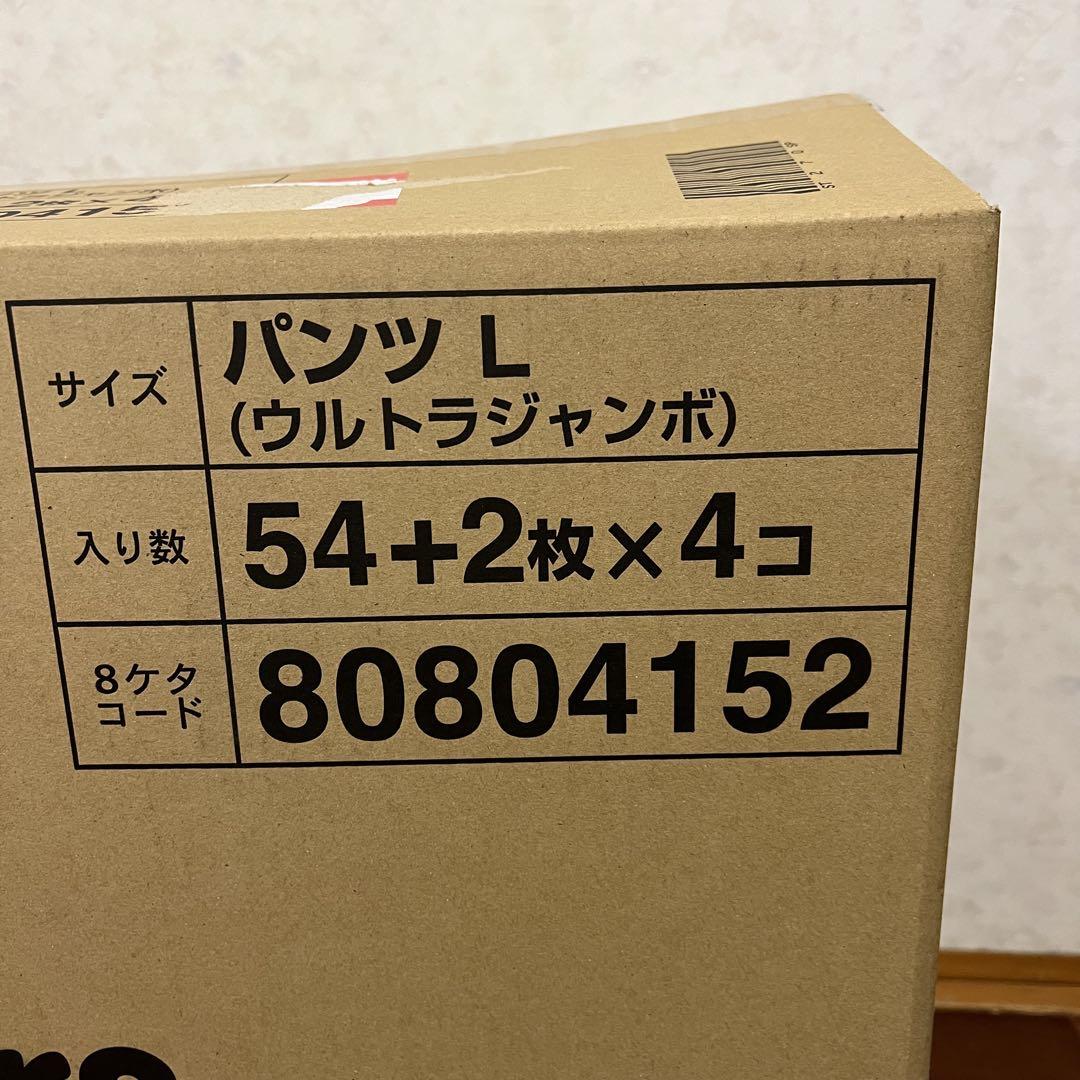 ST2709
サイズ
パンツ L
(ウルトラジャンボ)
入り数
54+2枚×4コ
8ケタ
コード
80804152